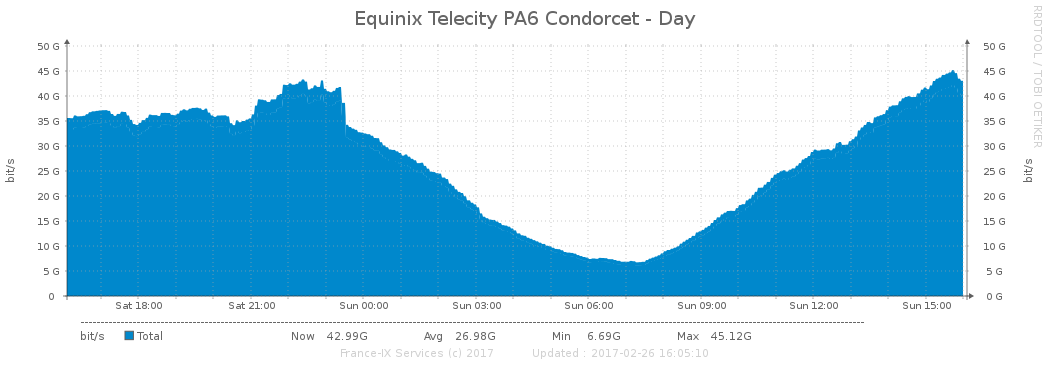 Equinix Telecity PA6 Condorcet - Day
RRDTOOL / TOBI OETIKER
50 G 50 G
45 G 45 G
40 G 40 G
35 G 35 G
30 G 30 G
25 G 25 G
20 G 20 G
15 G 15 G
10 G 10 G
5 G 5 G
0 0 G
bit/s bit/s
Sat 18:00 Sat 21:00 Sun 00:00 Sun 03:00 Sun 06:00 Sun 09:00 Sun 12:00 Sun 15:00
bit/s Total Now 42.99G Avg 26.98G Min 6.69G Max 45.12G
France-IX Services (c) 2017 Updated : 2017-02-26 16:05:10